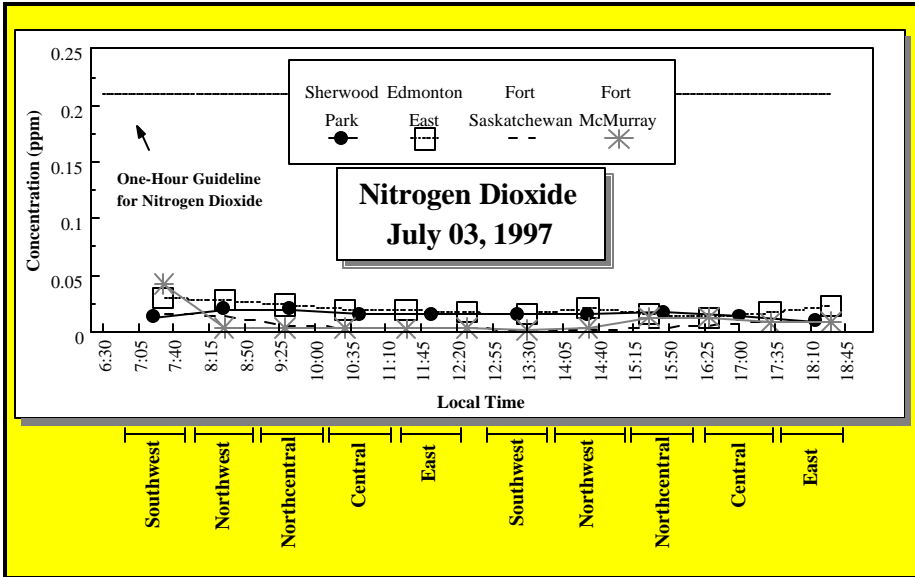 0.25
0.2
0.15
0.1
0.05
0
Concentration (ppm)
Sherwood Edmonton Fort Fort
Park East Saskatchewan McMurray
One-Hour Guideline
for Nitrogen Dioxide
Nitrogen Dioxide
July 03, 1997
6:30 7:05 7:40 8:15 8:50 9:25 10:00 10:35 11:10 11:45 12:20 12:55 13:30 14:05 14:40 15:15 15:50 16:25 17:00 17:35 18:10 18:45
Local Time
Southwest Northwest Northcentral Central East Southwest Northwest Northcentral Central East